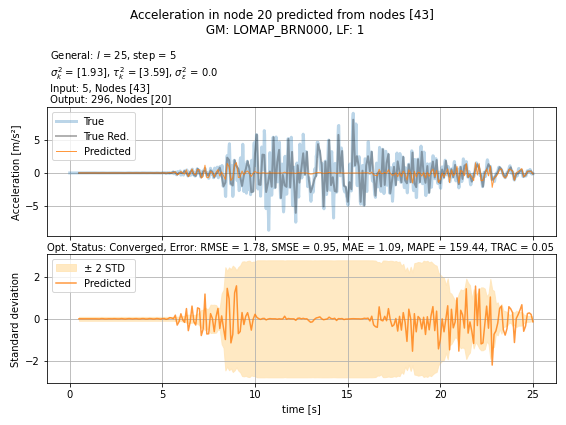 Acceleration in node 20 predicted from nodes [43]
GM: LOMAP_BRN000, LF: 1
General: l = 25, step = 5
σ²ₖ = [1.93], τ²ₖ = [3.59], σ²ε = 0.0
Input: 5, Nodes [43]
Output: 296, Nodes [20]
True
True Red.
Predicted
5
0
−5
Acceleration [m/s²]
Opt. Status: Converged, Error: RMSE = 1.78, SMSE = 0.95, MAE = 1.09, MAPE = 159.44, TRAC = 0.05
± 2 STD
Predicted
2
0
−2
Standard deviation
0 5 10 15 20 25
time [s]